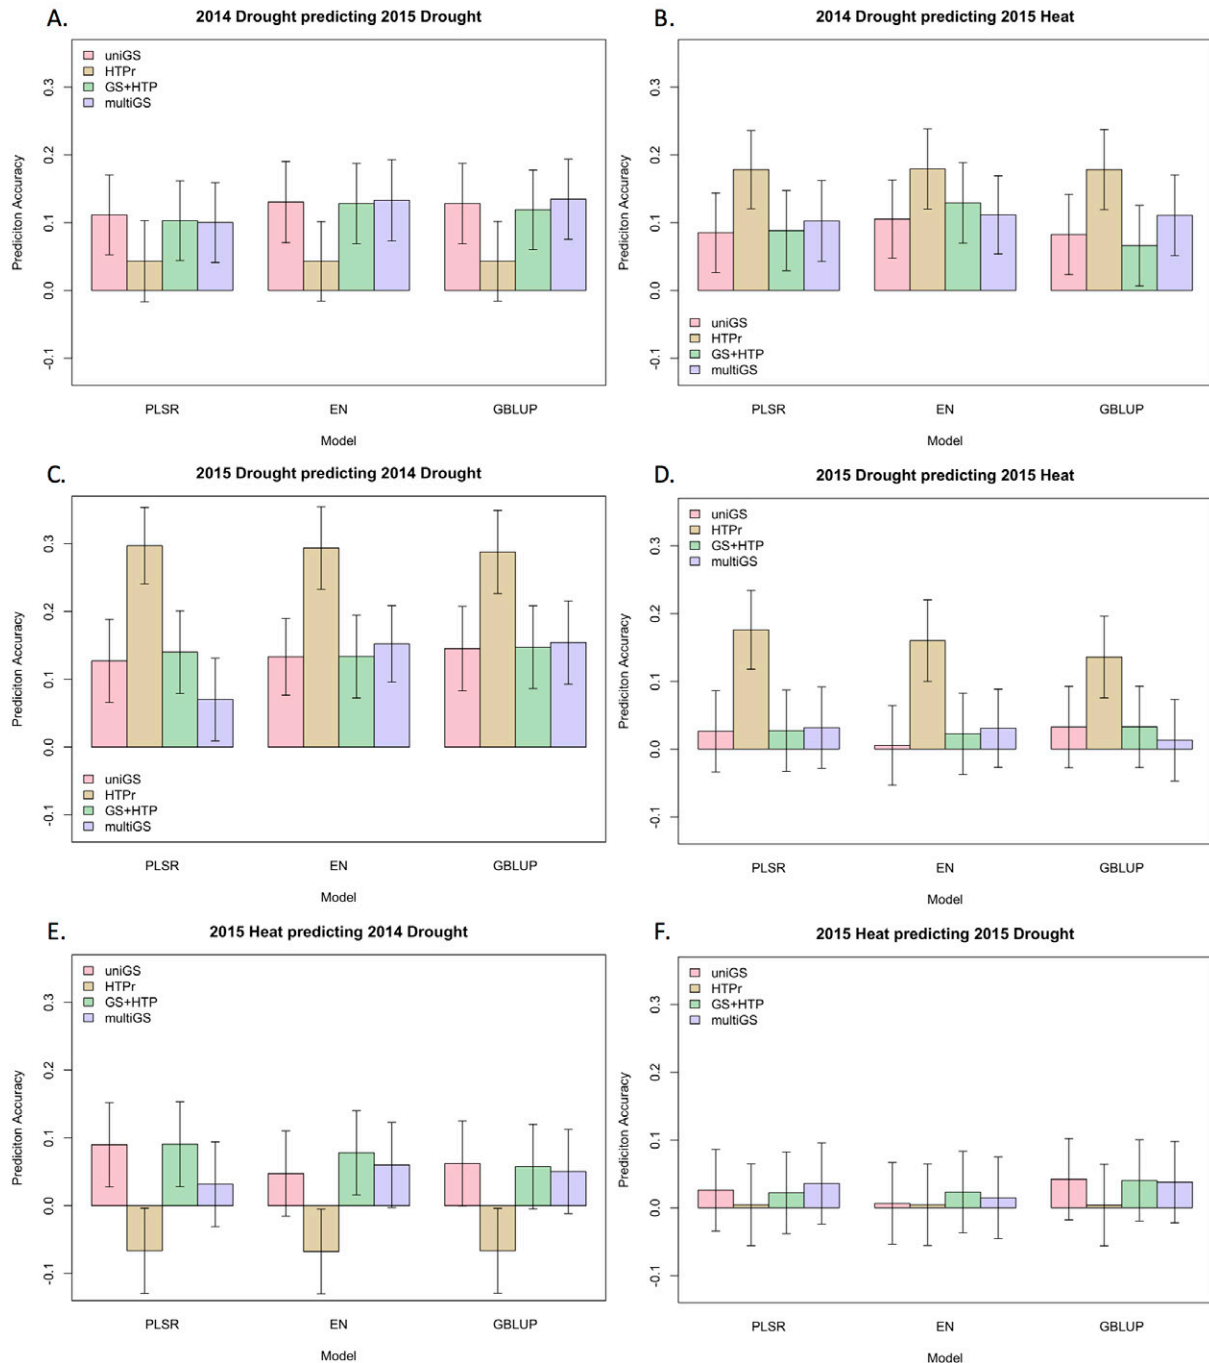 A.
2014 Drought predicting 2015 Drought
uniGS
HTPr
GS+HTP
multiGS
Prediciton Accuracy
0.3
0.2
0.1
0.0
-0.1
PLSR EN GBLUP
Model
B.
2014 Drought predicting 2015 Heat
Prediciton Accuracy
0.3
0.2
0.1
0.0
-0.1
uniGS
HTPr
GS+HTP
multiGS
PLSR EN GBLUP
Model
C.
2015 Drought predicting 2014 Drought
Prediciton Accuracy
0.3
0.2
0.1
0.0
-0.1
uniGS
HTPr
GS+HTP
multiGS
PLSR EN GBLUP
Model
D.
2015 Drought predicting 2015 Heat
uniGS
HTPr
GS+HTP
multiGS
Prediciton Accuracy
0.3
0.2
0.1
0.0
-0.1
PLSR EN GBLUP
Model
E.
2015 Heat predicting 2014 Drought
uniGS
HTPr
GS+HTP
multiGS
Prediciton Accuracy
0.3
0.2
0.1
0.0
-0.1
PLSR EN GBLUP
Model
F.
2015 Heat predicting 2015 Drought
uniGS
HTPr
GS+HTP
multiGS
Prediciton Accuracy
0.3
0.2
0.1
0.0
-0.1
PLSR EN GBLUP
Model